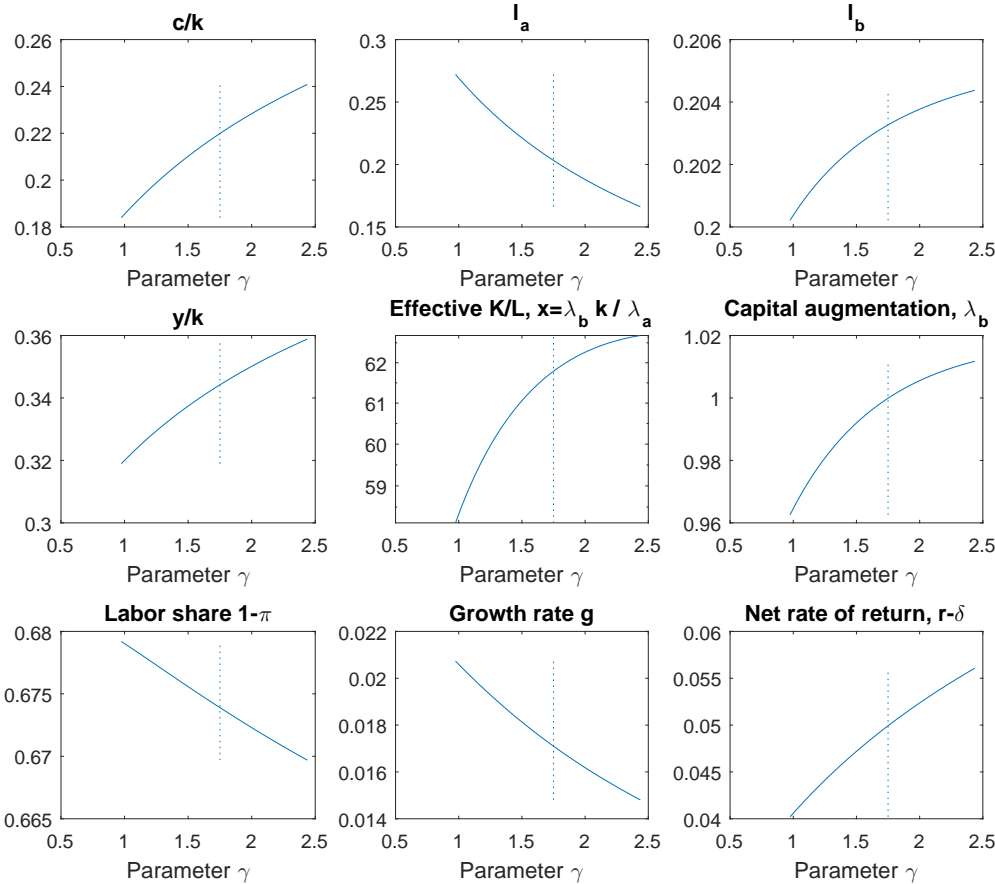 c/k
0.26
0.24
0.22
0.2
0.18
0.5 1 1.5 2 2.5
Parameter γ
l_a
0.3
0.25
0.2
0.15
0.5 1 1.5 2 2.5
Parameter γ
l_b
0.206
0.204
0.202
0.2
0.5 1 1.5 2 2.5
Parameter γ
y/k
0.36
0.34
0.32
0.3
0.5 1 1.5 2 2.5
Parameter γ
Effective K/L, x=λ_b k / λ_a
62
61
60
59
0.5 1 1.5 2 2.5
Parameter γ
Capital augmentation, λ_b
1.02
1
0.98
0.96
0.5 1 1.5 2 2.5
Parameter γ
Labor share 1-π
0.68
0.675
0.67
0.665
0.5 1 1.5 2 2.5
Parameter γ
Growth rate g
0.022
0.02
0.018
0.016
0.014
0.5 1 1.5 2 2.5
Parameter γ
Net rate of return, r-δ
0.06
0.055
0.05
0.045
0.04
0.5 1 1.5 2 2.5
Parameter γ